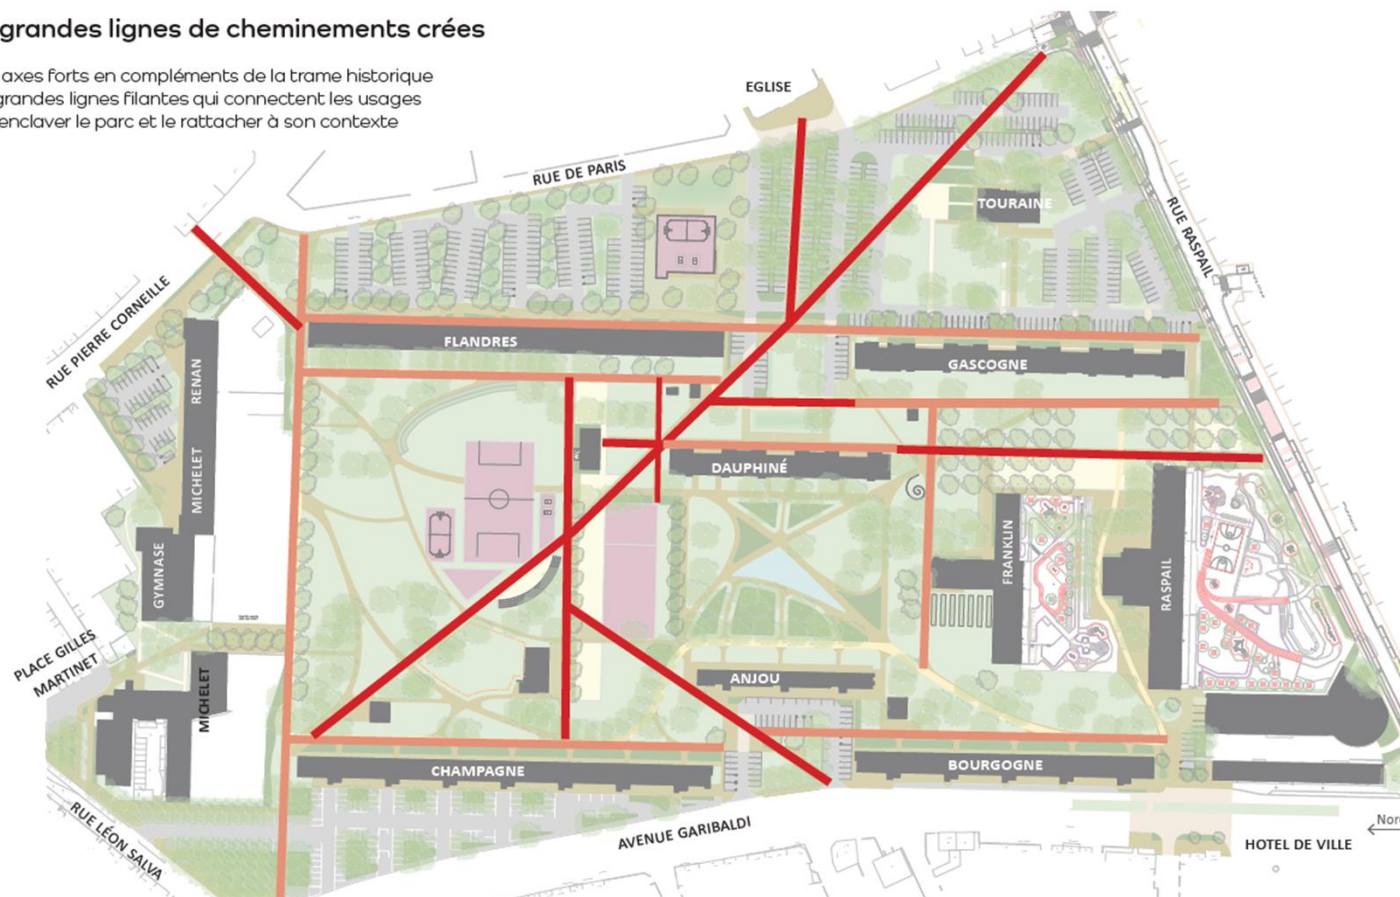 grandes lignes de cheminements crées
axes forts en compléments de la trame historique
grandes lignes filantes qui connectent les usages
enclaver le parc et le rattacher à son contexte
EGLISE
RUE DE PARIS
TOURAINE
RUE RASPAIL
RUE PIERRE CORNEILLE
FLANDRES
GASCOGNE
RENAN
MICHELET
DAUPHINÉ
GYMNASE
FRANKLIN
RASPAIL
PLACE GILLES
MARTINET
MICHELET
ANJOU
CHAMPAGNE
BOURGOGNE
RUE LÉON SALVA
AVENUE GARIBALDI
HOTEL DE VILLE
Nor